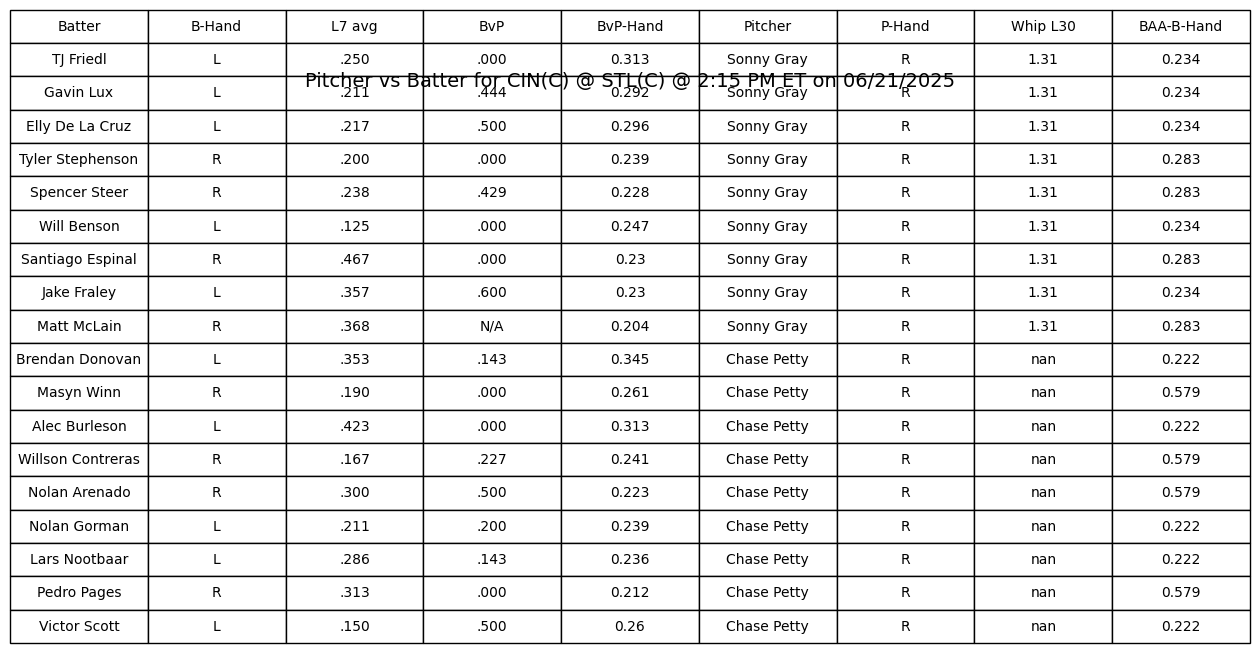 Batter B-Hand L7 avg BvP BvP-Hand Pitcher P-Hand Whip L30 BAA-B-Hand
TJ Friedl L .250 .000 0.313 Sonny Gray R 1.31 0.234
Pitcher vs Batter for CIN(C) @ STL(C) @ 2:15 PM ET on 06/21/2025
Gavin Lux L .211 .444 0.292 Sonny Gray R 1.31 0.234
Elly De La Cruz L .217 .500 0.296 Sonny Gray R 1.31 0.234
Tyler Stephenson R .200 .000 0.239 Sonny Gray R 1.31 0.283
Spencer Steer R .238 .429 0.228 Sonny Gray R 1.31 0.283
Will Benson L .125 .000 0.247 Sonny Gray R 1.31 0.234
Santiago Espinal R .467 .000 0.23 Sonny Gray R 1.31 0.283
Jake Fraley L .357 .600 0.23 Sonny Gray R 1.31 0.234
Matt McLain R .368 N/A 0.204 Sonny Gray R 1.31 0.283
Brendan Donovan L .353 .143 0.345 Chase Petty R nan 0.222
Masyn Winn R .190 .000 0.261 Chase Petty R nan 0.579
Alec Burleson L .423 .000 0.313 Chase Petty R nan 0.222
Willson Contreras R .167 .227 0.241 Chase Petty R nan 0.579
Nolan Arenado R .300 .500 0.223 Chase Petty R nan 0.579
Nolan Gorman L .211 .200 0.239 Chase Petty R nan 0.222
Lars Nootbaar L .286 .143 0.236 Chase Petty R nan 0.222
Pedro Pages R .313 .000 0.212 Chase Petty R nan 0.579
Victor Scott L .150 .500 0.26 Chase Petty R nan 0.222